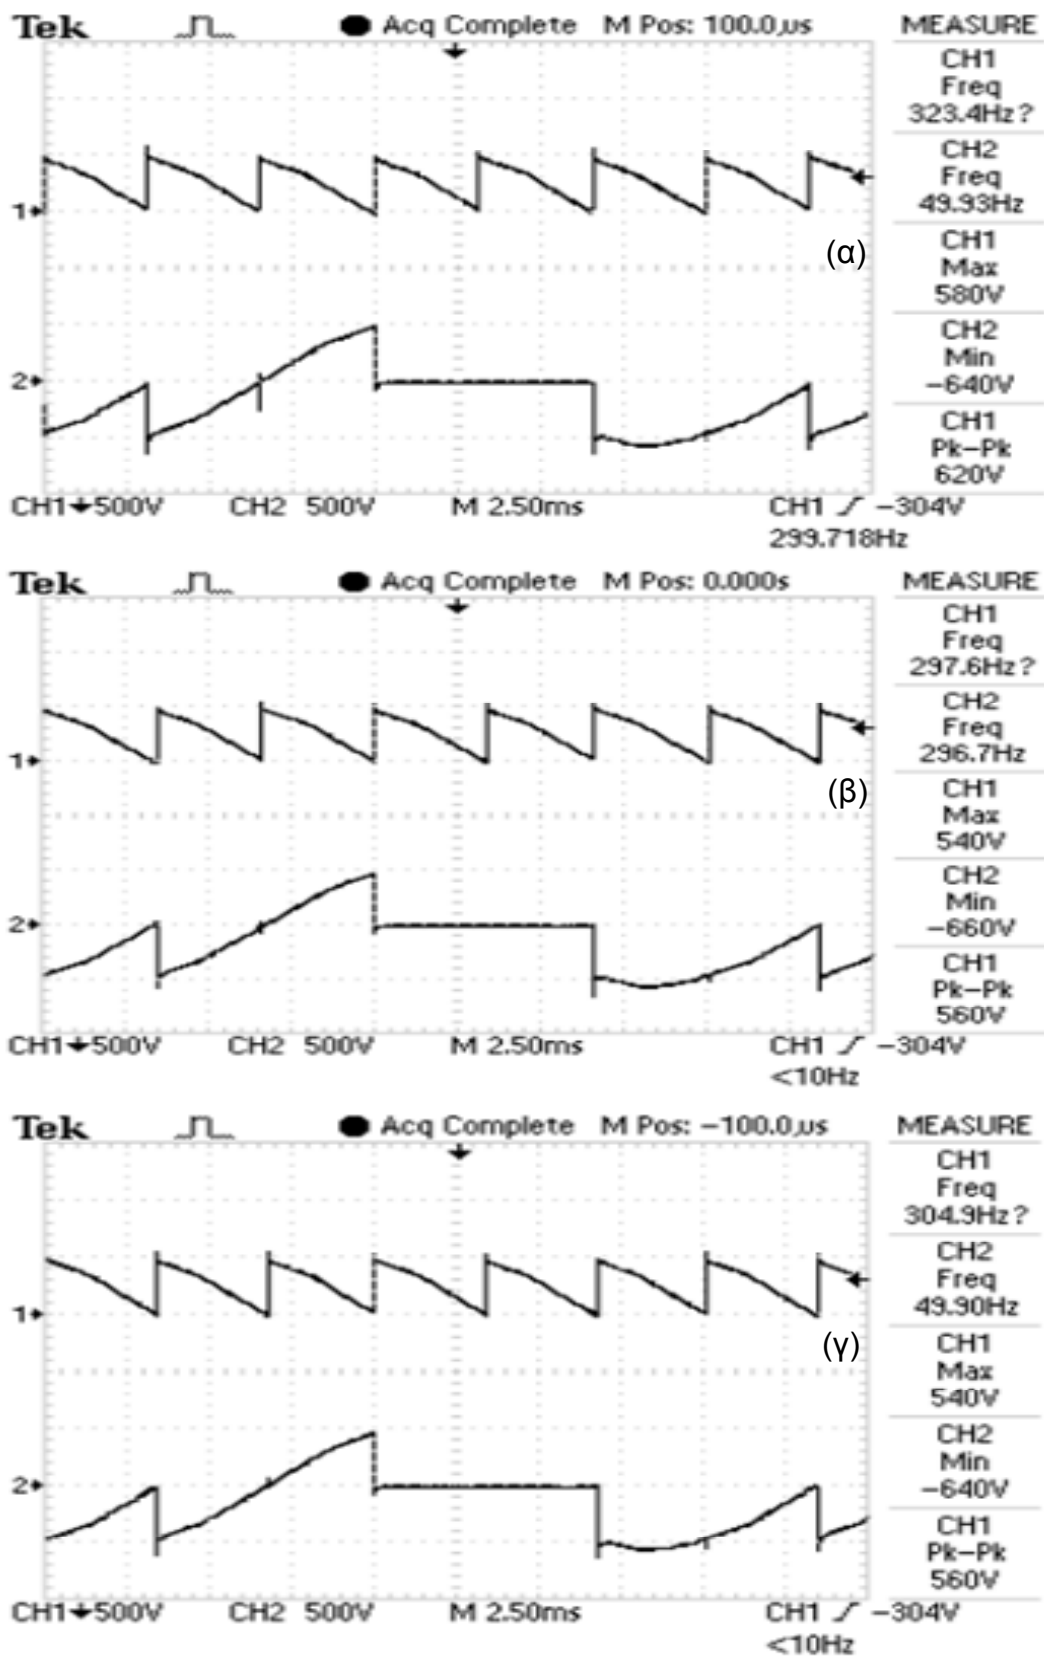 Tek Acq Complete M Pos: 100.0µs MEASURE
CH1
Freq
323.4Hz?
CH2
Freq
49.93Hz
1
(α)
CH1
Max
580V
CH2
Min
-640V
2
CH1
Pk-Pk
620V
CH1 500V CH2 500V M 2.50ms CH1 -304V
299.718Hz
Tek Acq Complete M Pos: 0.000s MEASURE
CH1
Freq
297.6Hz?
CH2
Freq
296.7Hz
1
(β)
CH1
Max
540V
CH2
Min
-660V
2
CH1
Pk-Pk
560V
CH1 500V CH2 500V M 2.50ms CH1 -304V
<10Hz
Tek Acq Complete M Pos: -100.0µs MEASURE
CH1
Freq
304.9Hz?
CH2
Freq
49.90Hz
1
(γ)
CH1
Max
540V
CH2
Min
-640V
2
CH1
Pk-Pk
560V
CH1 500V CH2 500V M 2.50ms CH1 -304V
<10Hz